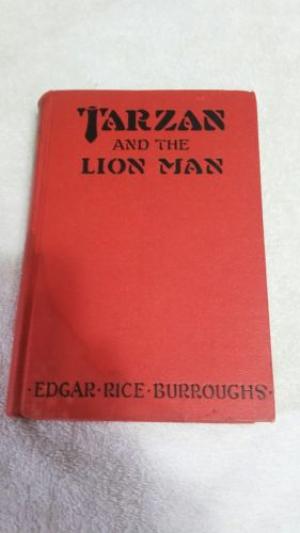 TARZAN
AND THE
LION MAN
·EDGAR·RICE·BURROUGHS·